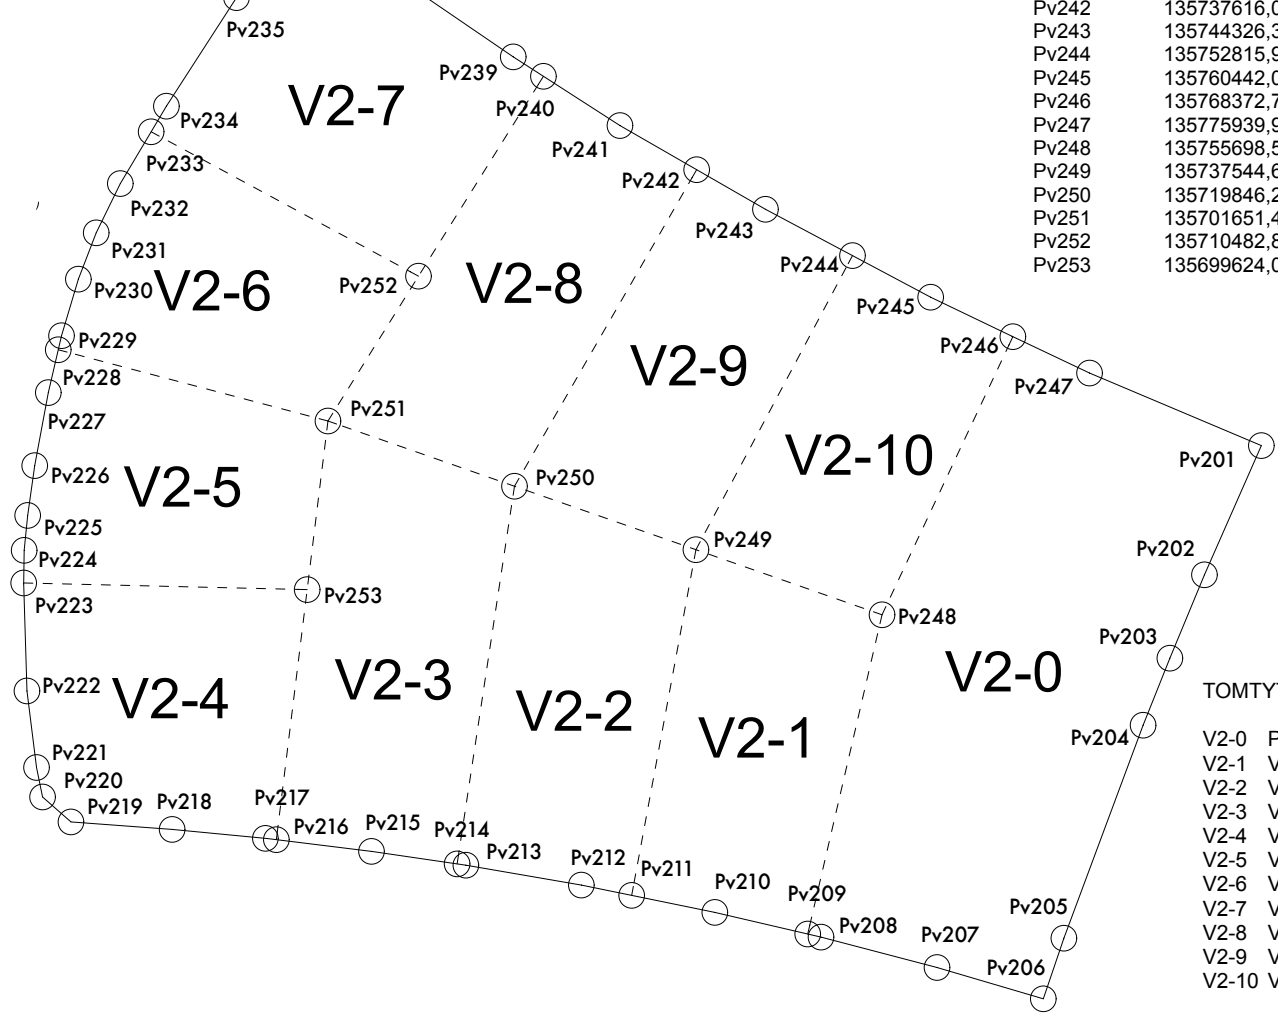 Pv242 135737616,0
Pv243 135744326,3
Pv244 135752815,9
Pv245 135760442,0
Pv246 135768372,7
Pv247 135775939,9
Pv248 135755698,5
Pv249 135737544,6
Pv250 135719846,2
Pv251 135701651,4
Pv252 135710482,8
Pv253 135699624,0
Pv235
Pv239
Pv240
V2-7
Pv234
Pv241
Pv233
Pv242
Pv232
Pv243
Pv231
Pv244
Pv230
V2-6
Pv252
V2-8
Pv245
Pv229
Pv246
V2-9
Pv228
Pv247
Pv227
Pv251
V2-10
Pv201
Pv226
V2-5
Pv250
Pv225
Pv249
Pv202
Pv224
Pv223
Pv253
Pv248
Pv203
V2-0
V2-3
Pv222
V2-4
V2-2
V2-1
Pv204
Pv221
Pv220
Pv219
Pv218
Pv217
Pv216
Pv215
Pv214
Pv213
Pv212
Pv211
Pv210
Pv209
Pv208
Pv205
Pv207
Pv206
TOMTY
V2-0 P
V2-1 V
V2-2 V
V2-3 V
V2-4 V
V2-5 V
V2-6 V
V2-7 V
V2-8 V
V2-9 V
V2-10 V